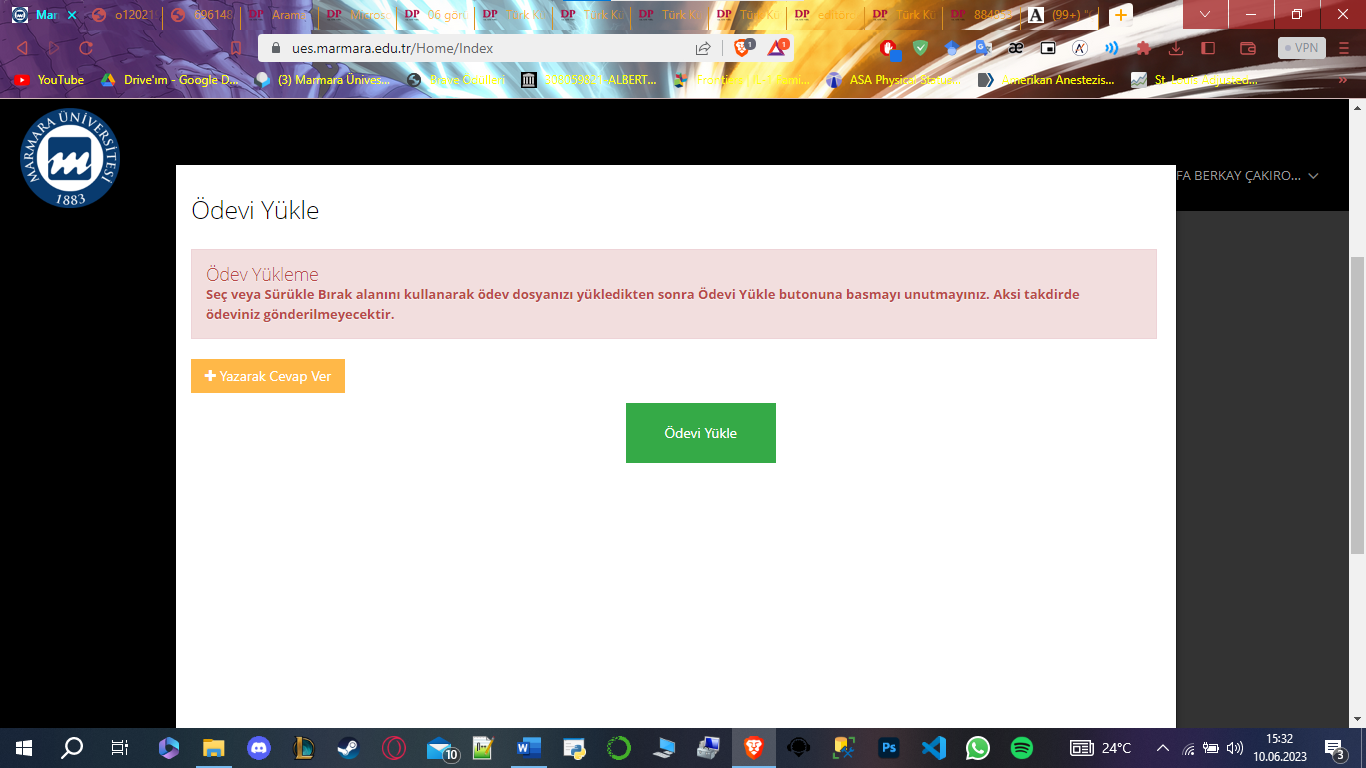 Mar
o12021
696148
DP Arama
DP Microso
DP 06 görü
DP Türk Kü
DP Türk Kü
DP Türk Kü
DP Türk Kü
DP editörd
DP Türk Kü
DP 88485
A (99+) "
ues.marmara.edu.tr/Home/Index
1
1
VPN
YouTube
Drive'ım - Google D...
(3) Marmara Ünives...
Brave Ödülleri
ASA Physical Status...
Amerikan Anestezis...
St. Louis Adjusted...
MARMARA ÜNİVERSİTESİ
m
1883
FA BERKAY ÇAKIRO...
Ödevi Yükle
Ödev Yükleme
Seç veya Sürükle Bırak alanını kullanarak ödev dosyanızı yükledikten sonra Ödevi Yükle butonuna basmayı unutmayınız. Aksi takdirde
ödeviniz gönderilmeyecektir.
Yazarak Cevap Ver
Ödevi Yükle
10
Ps
24°C
15:32
10.06.2023
3